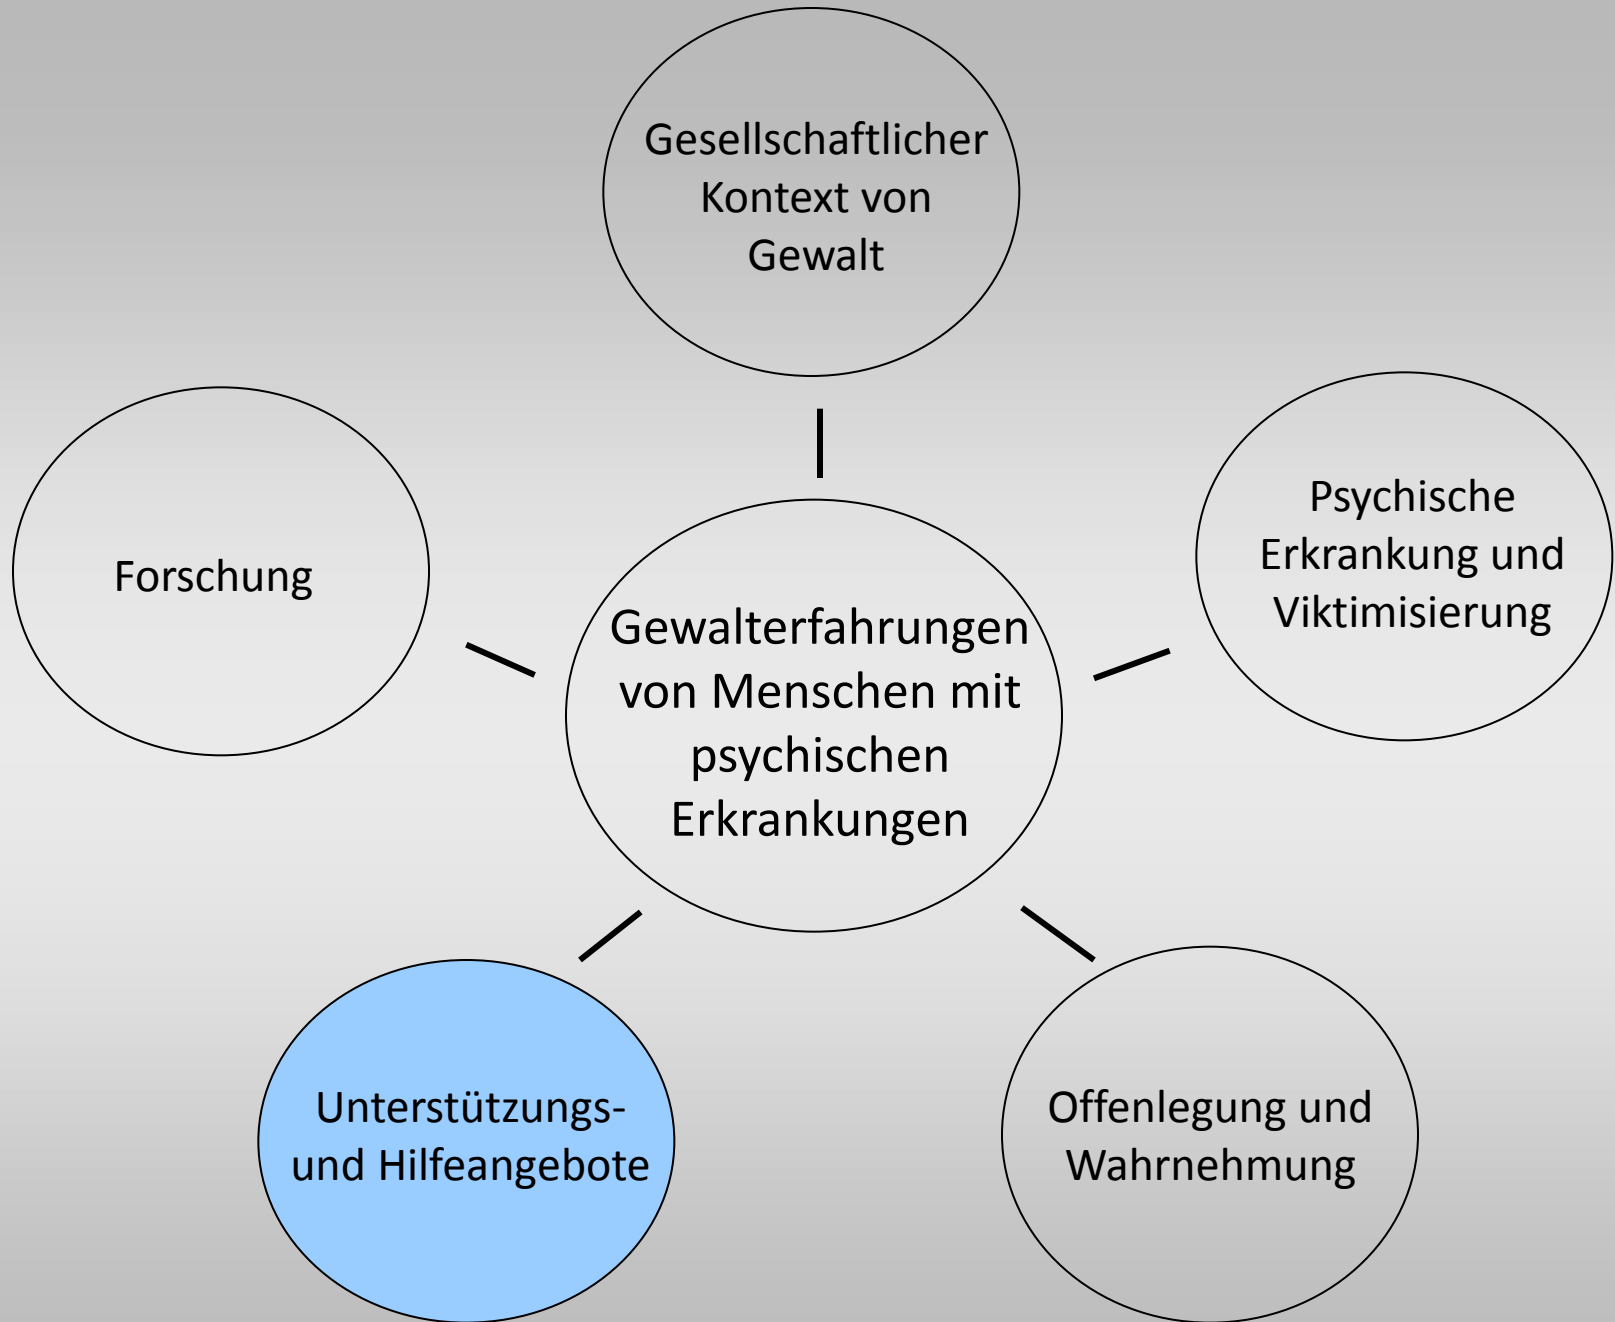 Gesellschaftlicher
Kontext von
Gewalt
Psychische
Erkrankung und
Viktimisierung
Forschung
Gewalterfahrungen
von Menschen mit
psychischen
Erkrankungen
Unterstützungs-
und Hilfeangebote
Offenlegung und
Wahrnehmung